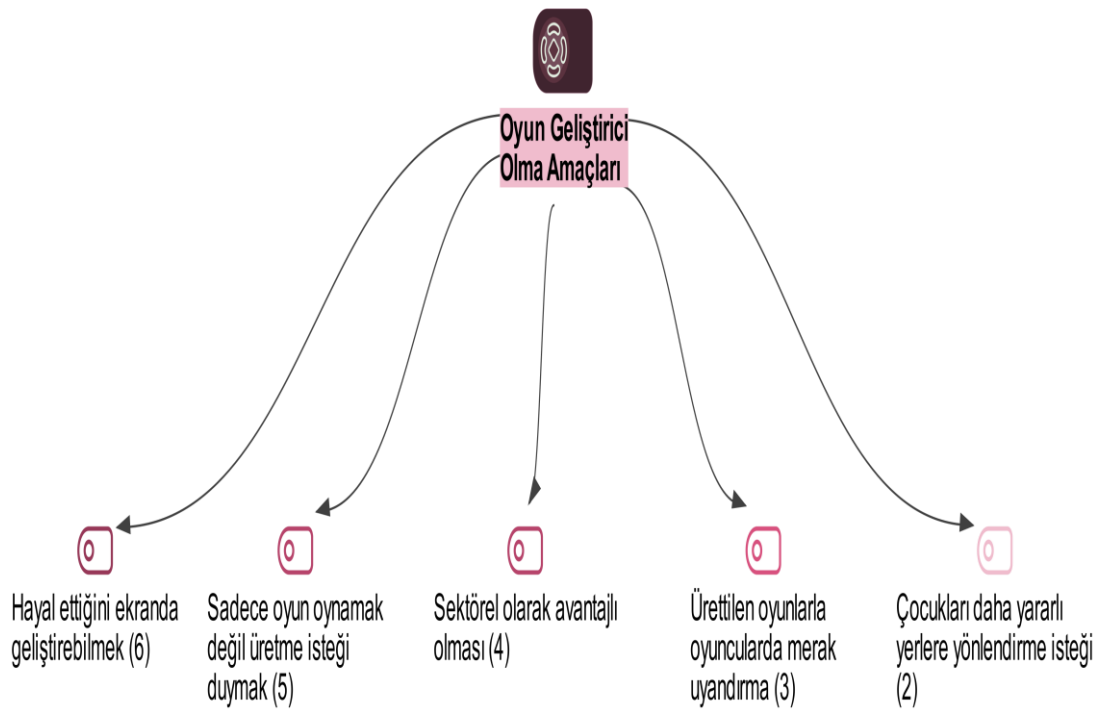 Oyun Geliştirici
Olma Amaçları
Hayal ettiğini ekranda
geliştirebilmek (6)
Sadece oyun oynamak
değil üretme isteği
duymak (5)
Sektörel olarak avantajlı
olması (4)
Ürettilen oyunlarla
oyuncularda merak
uyandırma (3)
Çocukları daha yararlı
yerlere yönlendirme isteği
(2)